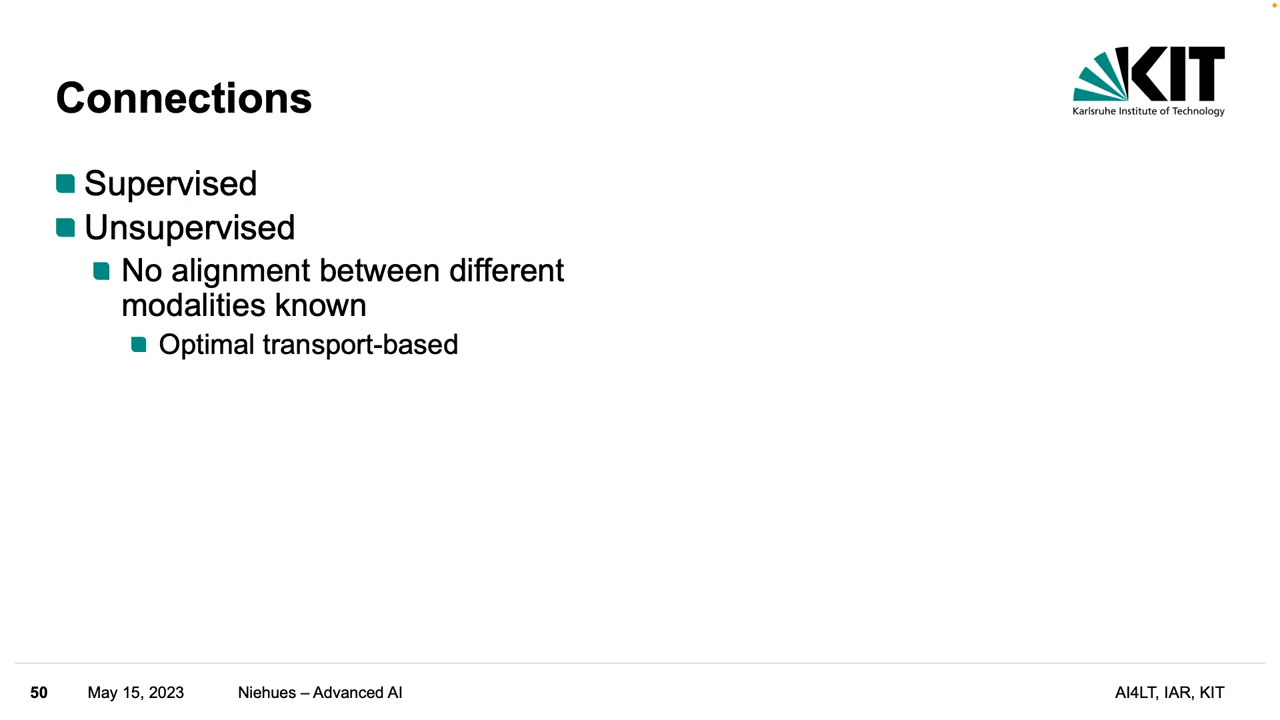 Connections
KIT
Karlsruhe Institute of Technology
Supervised
Unsupervised
No alignment between different
modalities known
Optimal transport-based
50 May 15, 2023 Niehues – Advanced AI AI4LT, IAR, KIT